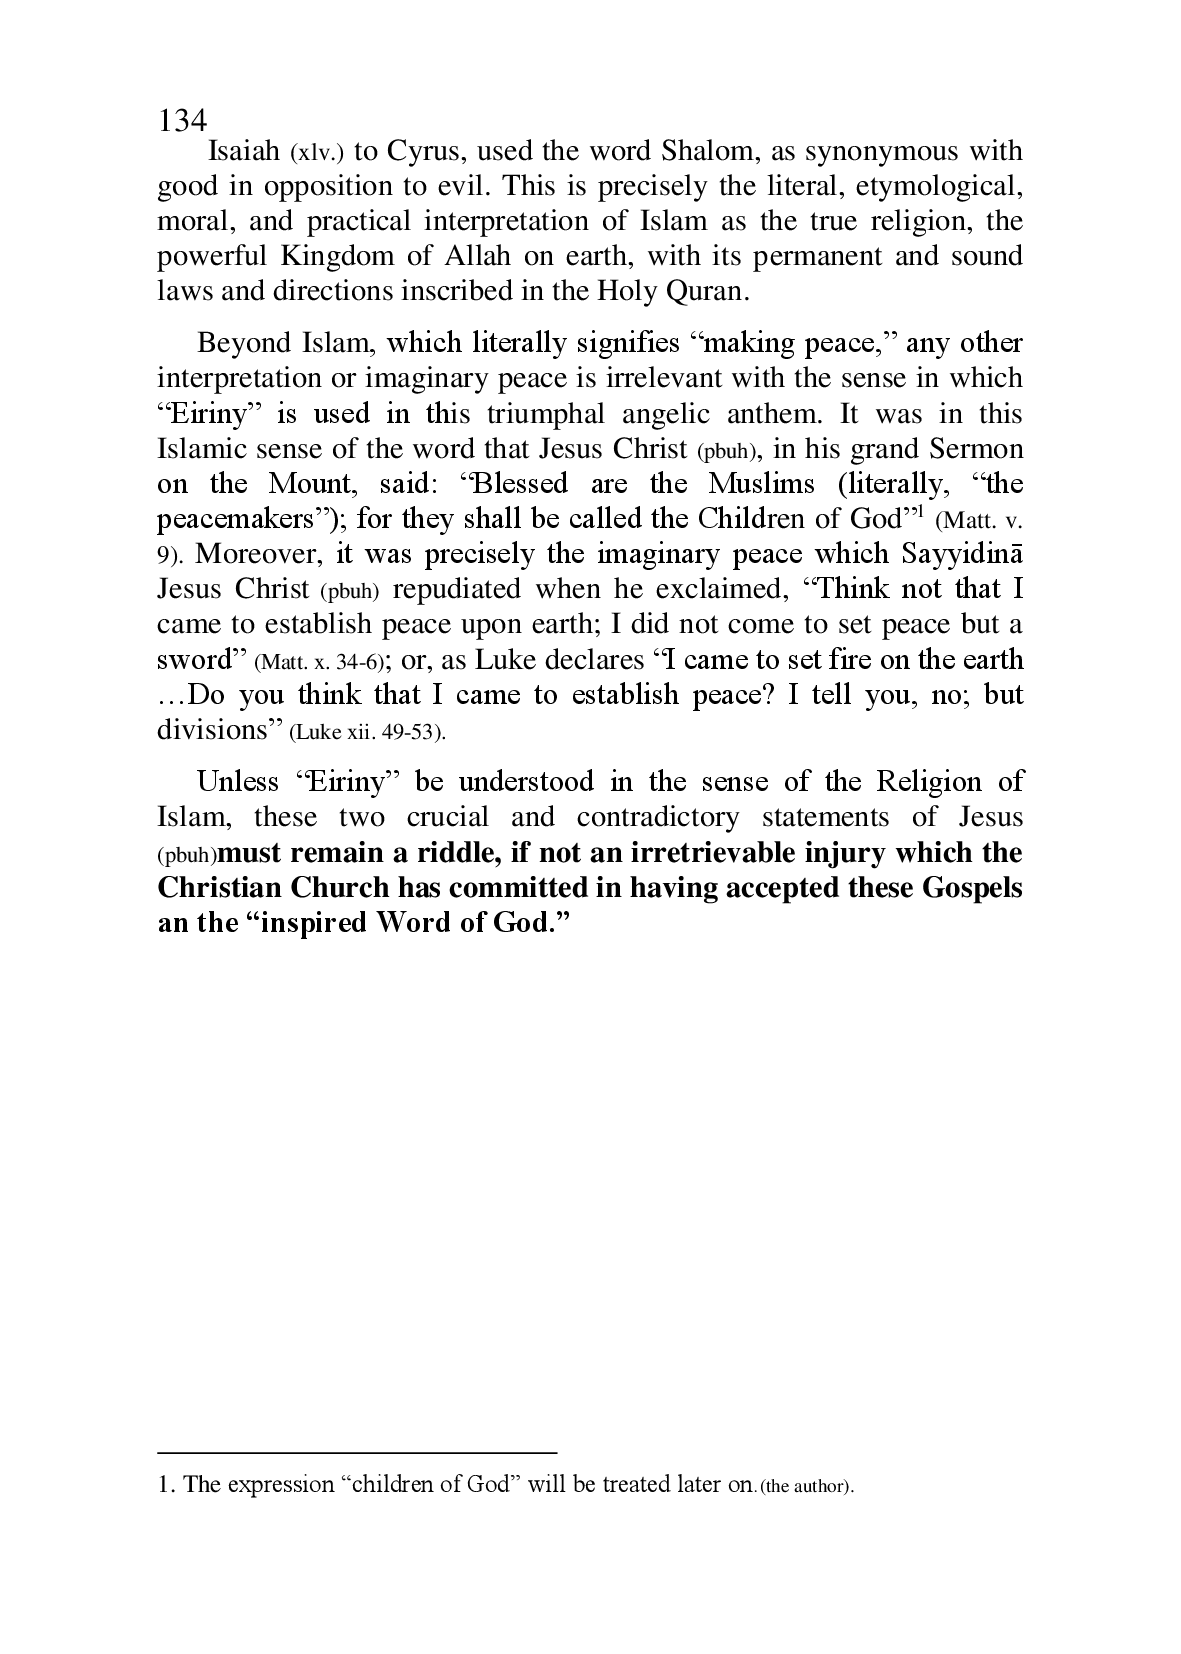 134
Isaiah (xlv.) to Cyrus, used the word Shalom, as synonymous with
good in opposition to evil. This is precisely the literal, etymological,
moral, and practical interpretation of Islam as the true religion, the
powerful Kingdom of Allah on earth, with its permanent and sound
laws and directions inscribed in the Holy Quran.
Beyond Islam, which literally signifies “making peace,” any other
interpretation or imaginary peace is irrelevant with the sense in which
“Eiriny” is used in this triumphal angelic anthem. It was in this
Islamic sense of the word that Jesus Christ (pbuh), in his grand Sermon
on the Mount, said: “Blessed are the Muslims (literally, “the
peacemakers”); for they shall be called the Children of God”1 (Matt. v.
9). Moreover, it was precisely the imaginary peace which Sayyidinā
Jesus Christ (pbuh) repudiated when he exclaimed, “Think not that I
came to establish peace upon earth; I did not come to set peace but a
sword” (Matt. x. 34-6); or, as Luke declares “I came to set fire on the earth
…Do you think that I came to establish peace? I tell you, no; but
divisions” (Luke xii. 49-53).
Unless “Eiriny” be understood in the sense of the Religion of
Islam, these two crucial and contradictory statements of Jesus
(pbuh)must remain a riddle, if not an irretrievable injury which the
Christian Church has committed in having accepted these Gospels
an the “inspired Word of God.”
1. The expression “children of God” will be treated later on.(the author).